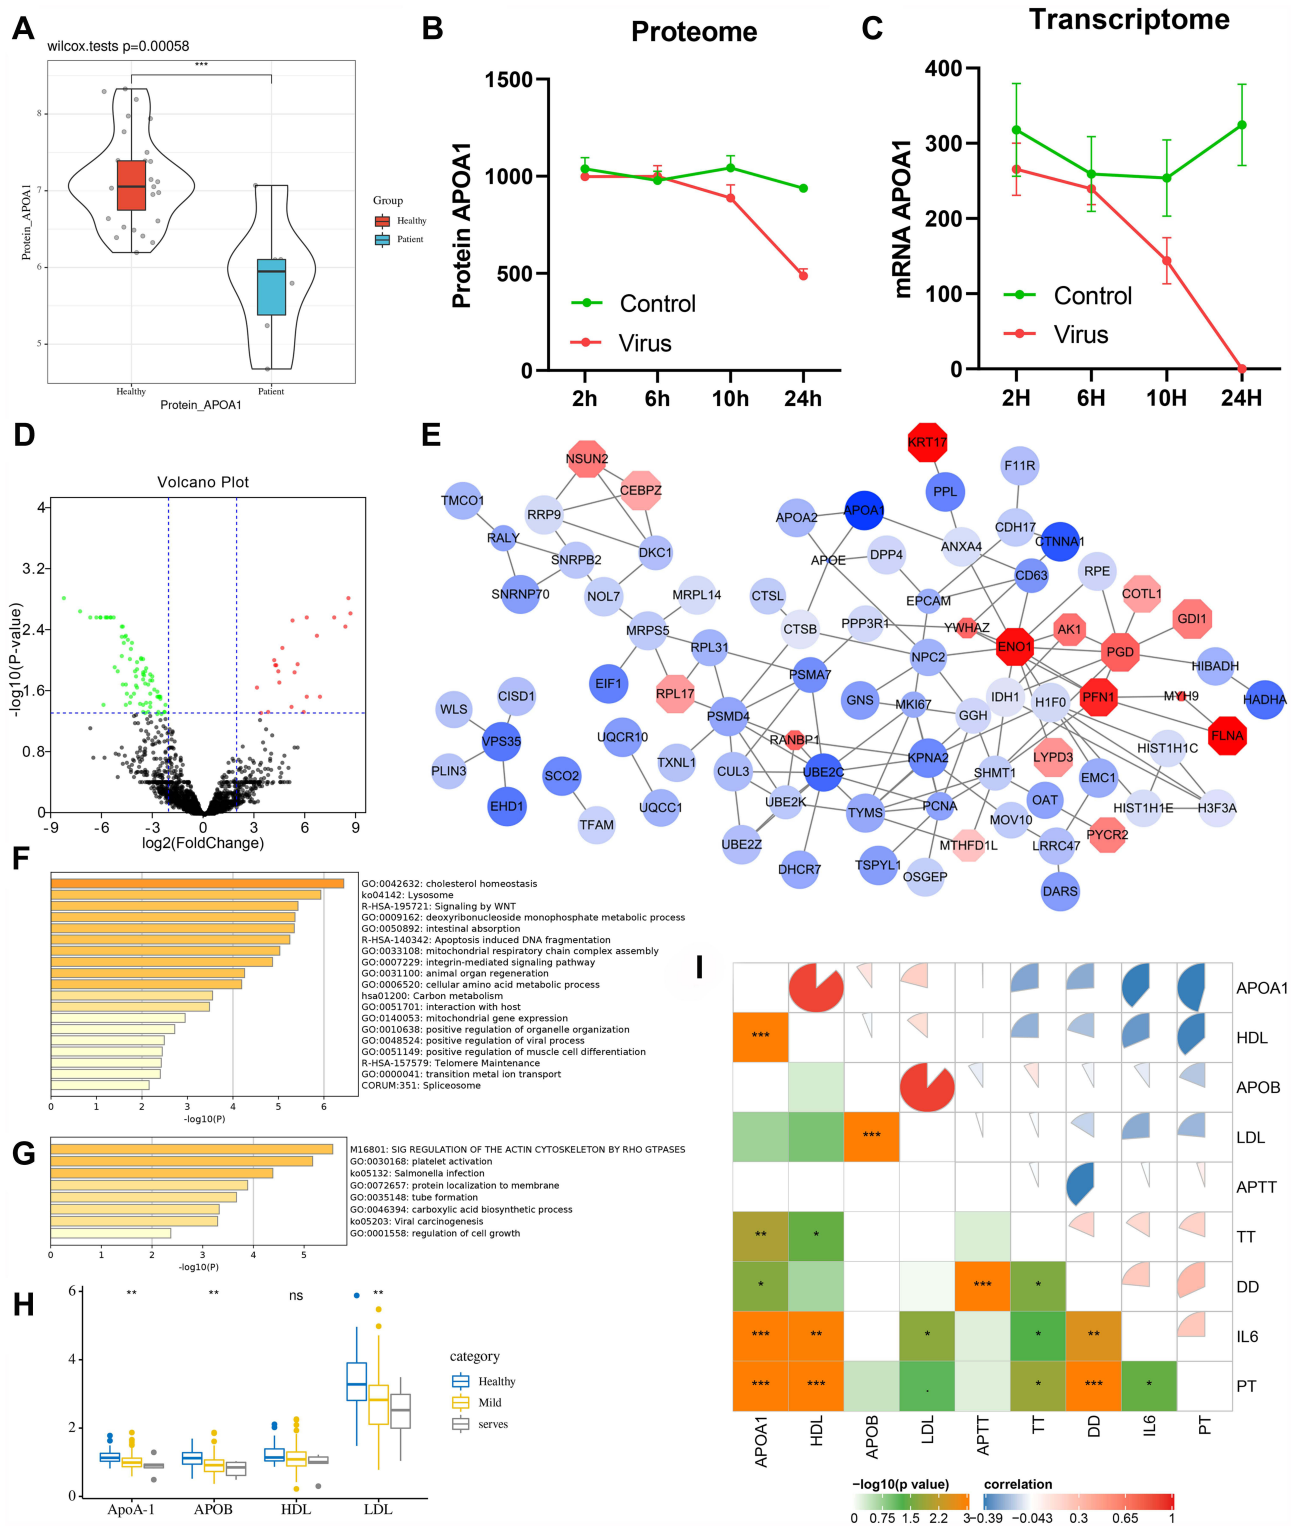 A
wilcox.tests p=0.00058
***
Protein_APOA1
8
7
6
5
Healthy
Patient
Protein_APOA1
Group
Healthy
Patient
B
Proteome
Protein APOA1
1500
1000
500
0
Control
Virus
2h
6h
10h
24h
C
Transcriptome
mRNA APOA1
400
300
200
100
0
Control
Virus
2H
6H
10H
24H
D
Volcano Plot
-log10(P-value)
4
3.2
2.4
1.6
0.8
0
-9
-6
-3
0
3
6
9
log2(FoldChange)
E
KRT17
NSUN2
F11R
CEBPZ
PPL
TMCO1
APOA1
RRP9
APOA2
CDH17
RALY
CTNNA1
ANXA4
DKC1
DPP4
SNRPB2
APOE
RPE
CD63
SNRNP70
NOL7
MRPL14
CTSL
COTL1
EPCAM
GDI1
MRPS5
CTSB
PPP3R1
YWHAZ
AK1
RPL31
ENO1
PGD
NPC2
HIBADH
EIF1
RPL17
PSMA7
GNS
IDH1
PFN1
MYH9
HADHA
CISD1
MKI67
H1F0
WLS
PSMD4
GGH
VPS35
UQCR10
RANBP1
FLNA
HIST1H1C
LYPD3
PLIN3
SCO2
TXNL1
CUL3
UBE2C
KPNA2
SHMT1
EMC1
EHD1
UQCC1
UBE2K
TYMS
PCNA
OAT
HIST1H1E
H3F3A
TFAM
MOV10
PYCR2
UBE2Z
MTHFD1L
LRRC47
DHCR7
TSPYL1
OSGEP
DARS
F
GO:0042632: cholesterol homeostasis
ko04142: Lysosome
R-HSA-195721: Signaling by WNT
GO:0009162: deoxyribonucleoside monophosphate metabolic process
GO:0050892: intestinal absorption
R-HSA-140342: Apoptosis induced DNA fragmentation
GO:0033108: mitochondrial respiratory chain complex assembly
GO:0007229: integrin-mediated signaling pathway
GO:0031100: animal organ regeneration
GO:0006520: cellular amino acid metabolic process
hsa01200: Carbon metabolism
GO:0051701: interaction with host
GO:0140053: mitochondrial gene expression
GO:0010638: positive regulation of organelle organization
GO:0048524: positive regulation of viral process
GO:0051149: positive regulation of muscle cell differentiation
R-HSA-157579: Telomere Maintenance
GO:0000041: transition metal ion transport
CORUM:351: Spliceosome
0 1 2 3 4 5 6
-log10(P)
G
M16801: SIG REGULATION OF THE ACTIN CYTOSKELETON BY RHO GTPASES
GO:0030168: platelet activation
ko05132: Salmonella infection
GO:0072657: protein localization to membrane
GO:0035148: tube formation
GO:0046394: carboxylic acid biosynthetic process
ko05203: Viral carcinogenesis
GO:0001558: regulation of cell growth
0 1 2 3 4 5
-log10(P)
H
6
4
2
0
** ** ns **
ApoA-1 APOB HDL LDL
category
Healthy
Mild
serves
I
APOA1
*** HDL
APOB
*** LDL
APTT
** * TT
* *** * DD
*** ** * * ** IL6
*** *** . * *** * PT
APOA1 HDL APOB LDL APTT TT DD IL6 PT
−log10(p value)
0 0.75 1.5 2.2 3
correlation
−0.39 −0.043 0.3 0.65 1